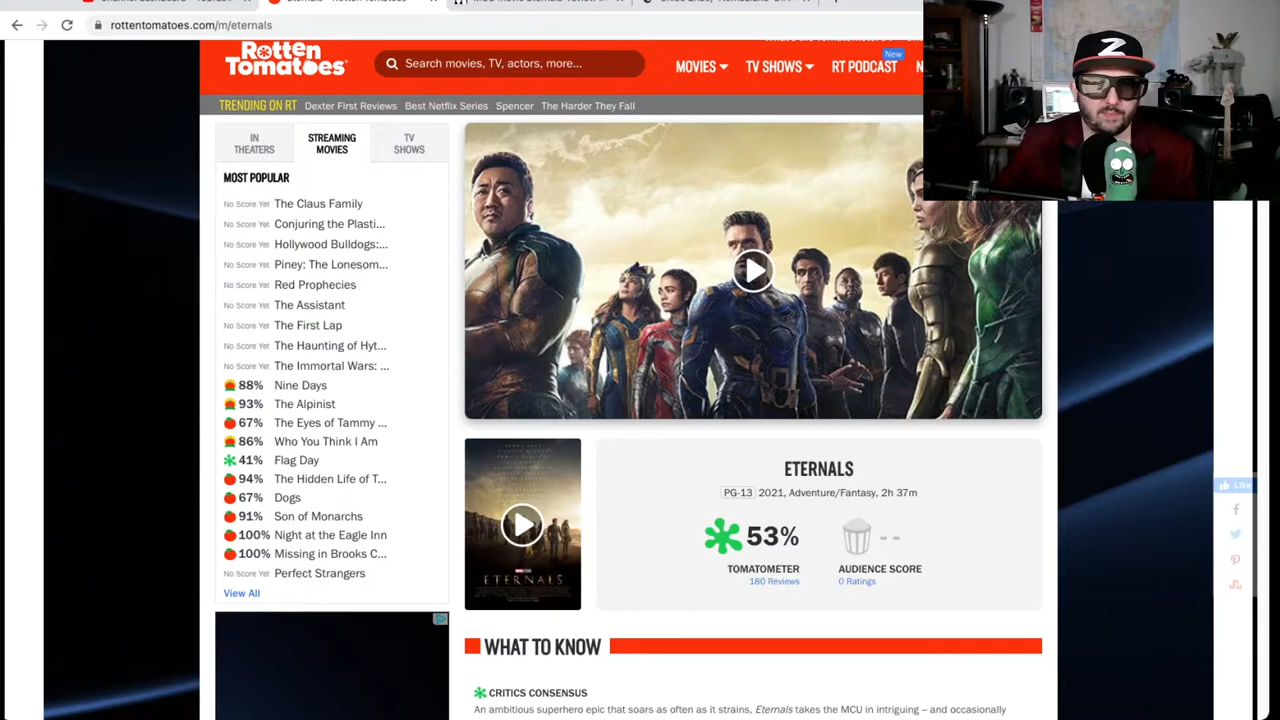 rottentomatoes.com/m/eternals
Rotten
Tomatoes
Search movies, TV, actors, more...
MOVIES
TV SHOWS
RT PODCAST
New
N
TRENDING ON RT
Dexter First Reviews
Best Netflix Series
Spencer
The Harder They Fall
IN
THEATERS
STREAMING
MOVIES
TV
SHOWS
MOST POPULAR
No Score Yet The Claus Family
No Score Yet Conjuring the Plasti...
No Score Yet Hollywood Bulldogs:...
No Score Yet Piney: The Lonesom...
No Score Yet Red Prophecies
No Score Yet The Assistant
No Score Yet The First Lap
No Score Yet The Haunting of Hyt...
No Score Yet The Immortal Wars: ...
88% Nine Days
93% The Alpinist
67% The Eyes of Tammy ...
86% Who You Think I Am
41% Flag Day
94% The Hidden Life of T...
67% Dogs
91% Son of Monarchs
100% Night at the Eagle Inn
100% Missing in Brooks C...
No Score Yet Perfect Strangers
View All
Z
ETERNALS
ETERNALS
PG-13 2021, Adventure/Fantasy, 2h 37m
53%
- -
TOMATOMETER
AUDIENCE SCORE
180 Reviews
0 Ratings
Like
WHAT TO KNOW
CRITICS CONSENSUS
An ambitious superhero epic that soars as often as it strains, Eternals takes the MCU in intriguing – and occasionally